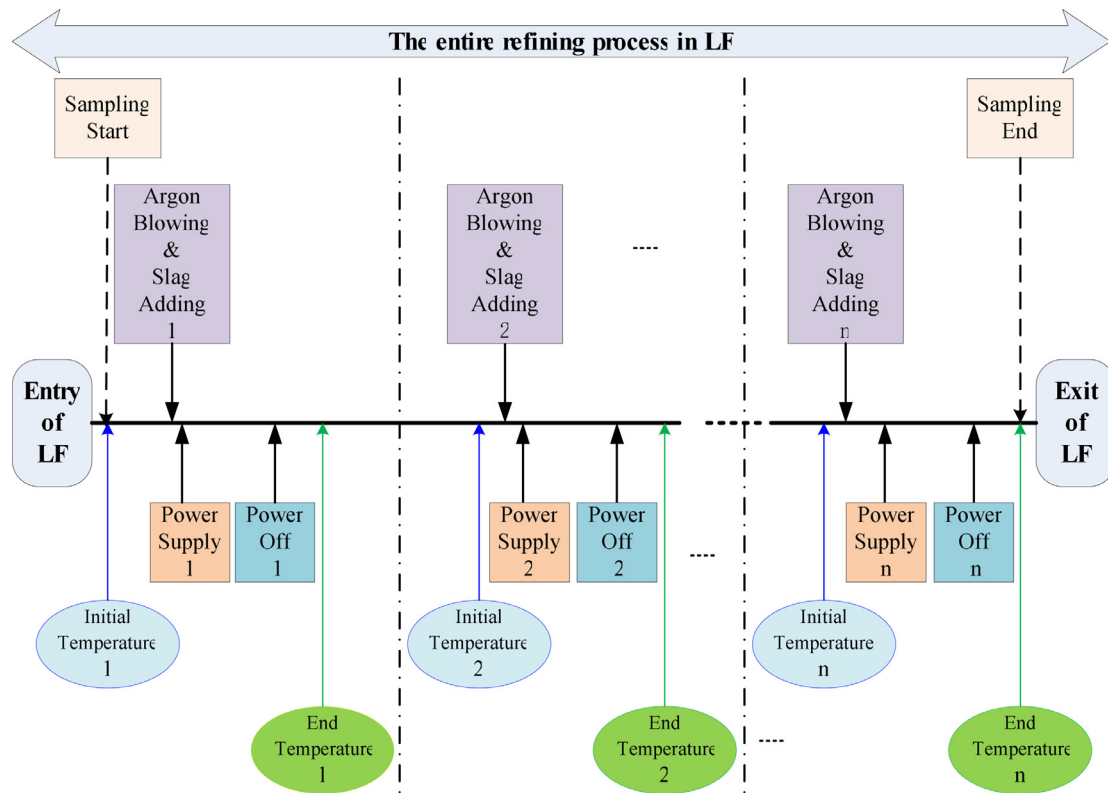 The entire refining process in LF
Sampling
Start
Sampling
End
Argon
Blowing
&
Slag
Adding
1
Argon
Blowing
&
Slag
Adding
2
----
Argon
Blowing
&
Slag
Adding
n
Entry
of
LF
Exit
of
LF
Power
Supply
1
Power
Off
1
Power
Supply
2
Power
Off
2
----
Power
Supply
n
Power
Off
n
Initial
Temperature
1
Initial
Temperature
2
Initial
Temperature
n
End
Temperature
1
End
Temperature
2
----
End
Temperature
n